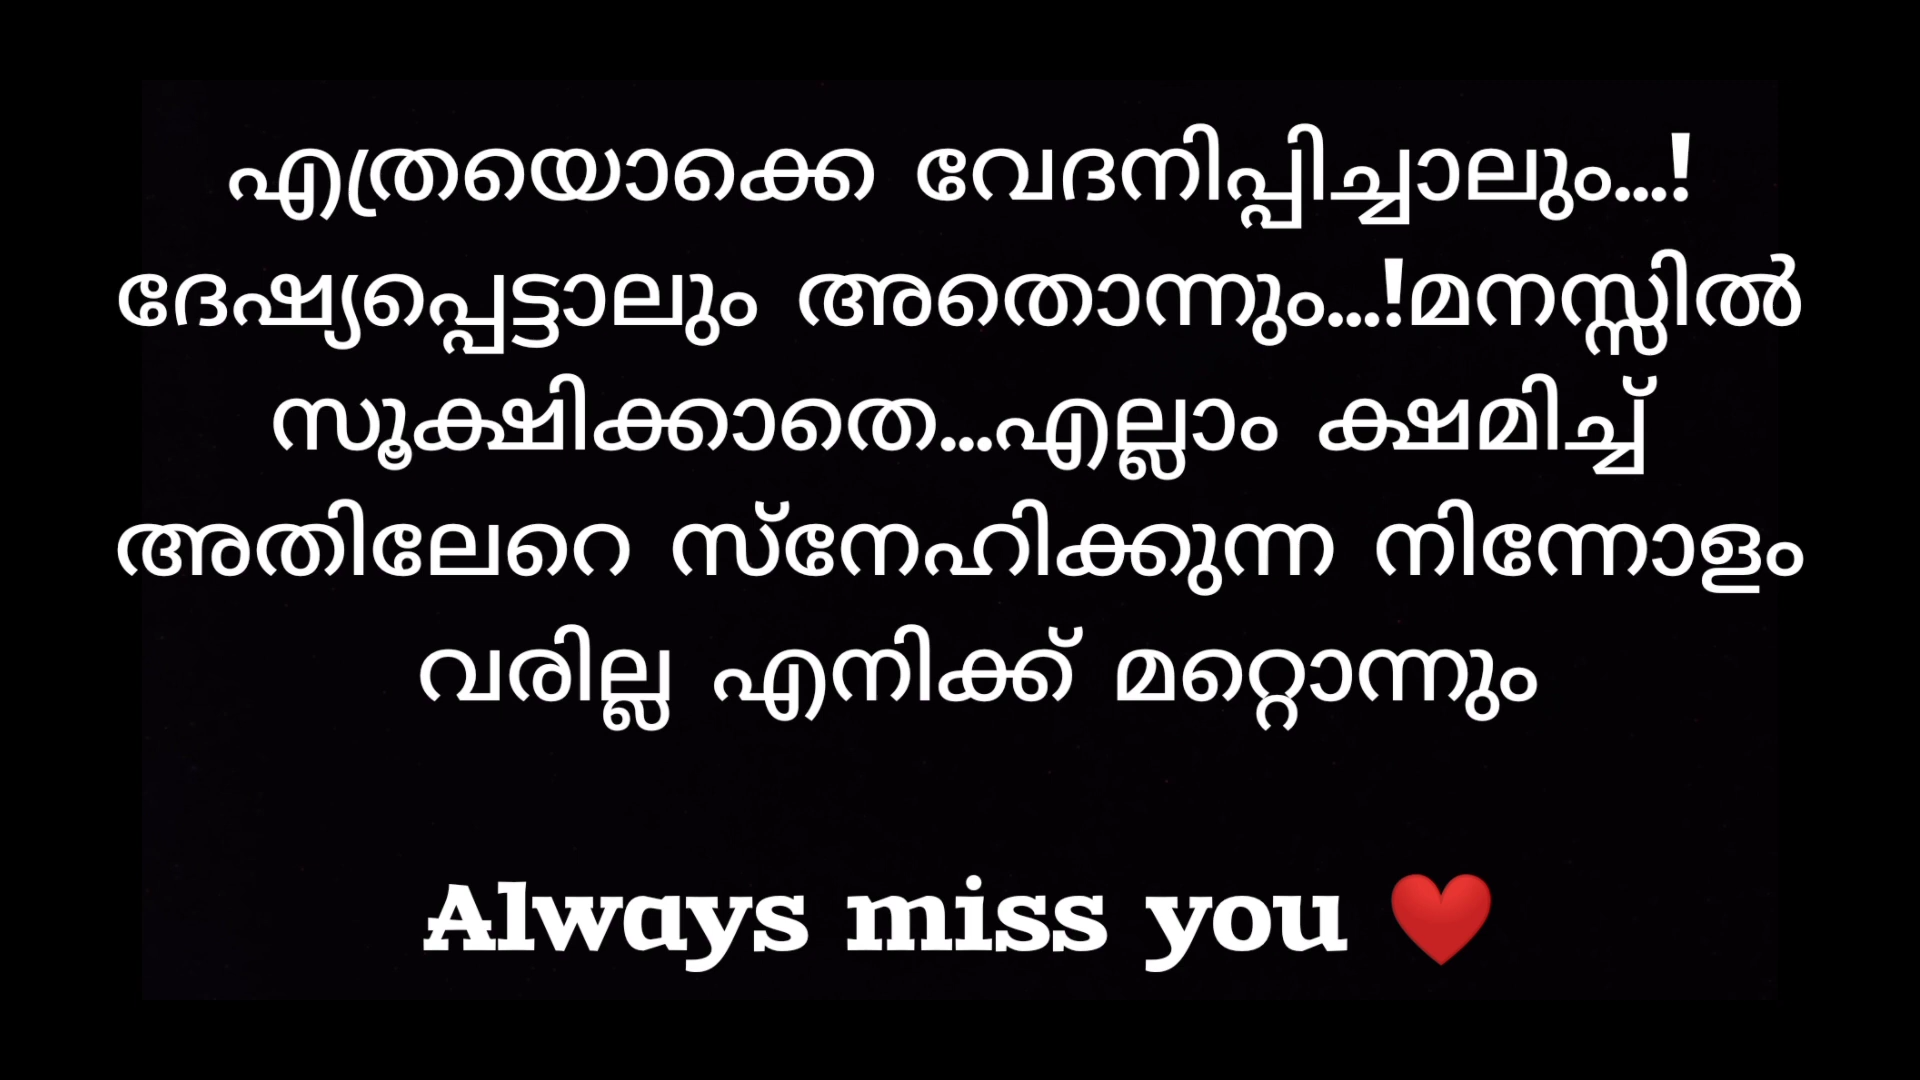 എത്രയൊക്കെ വേദനിപ്പിച്ചാലും...!
ദേഷ്യപ്പെട്ടാലും അതൊന്നും...!മനസ്സിൽ
സൂക്ഷിക്കാതെ...എല്ലാം ക്ഷമിച്ച്
അതിലേറെ സ്നേഹിക്കുന്ന നിന്നോളം
വരില്ല എനിക്ക് മറ്റൊന്നും
Always miss you ❤️